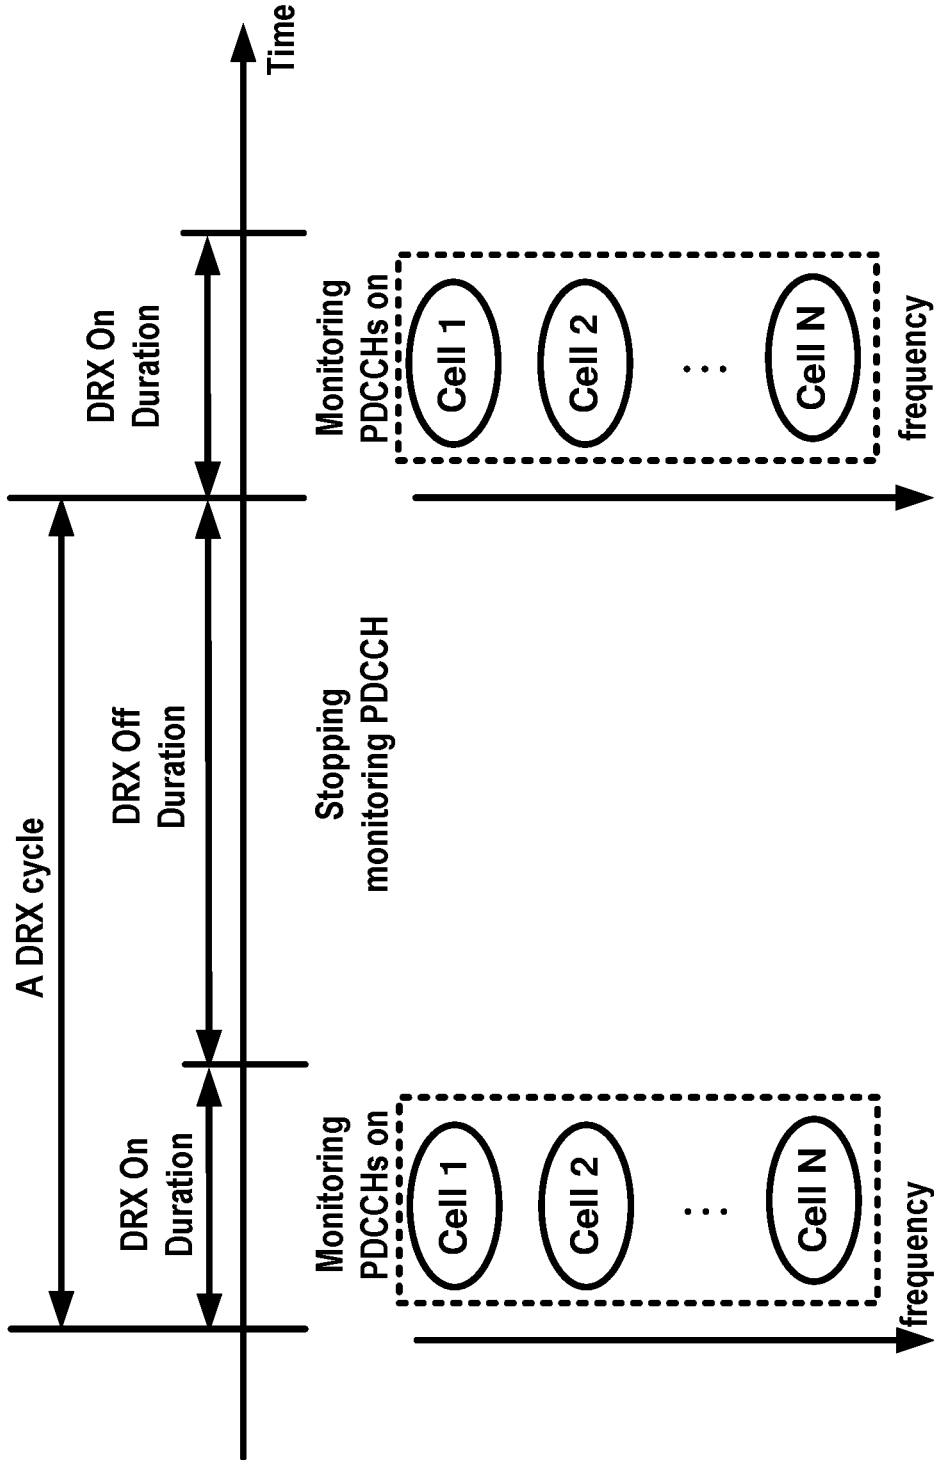 A DRX cycle
DRX On
Duration
DRX Off
Duration
DRX On
Duration
Time
Monitoring
PDCCHs on
Cell 1
Cell 2
...
Cell N
frequency
Stopping
monitoring PDCCH
Monitoring
PDCCHs on
Cell 1
Cell 2
...
Cell N
frequency